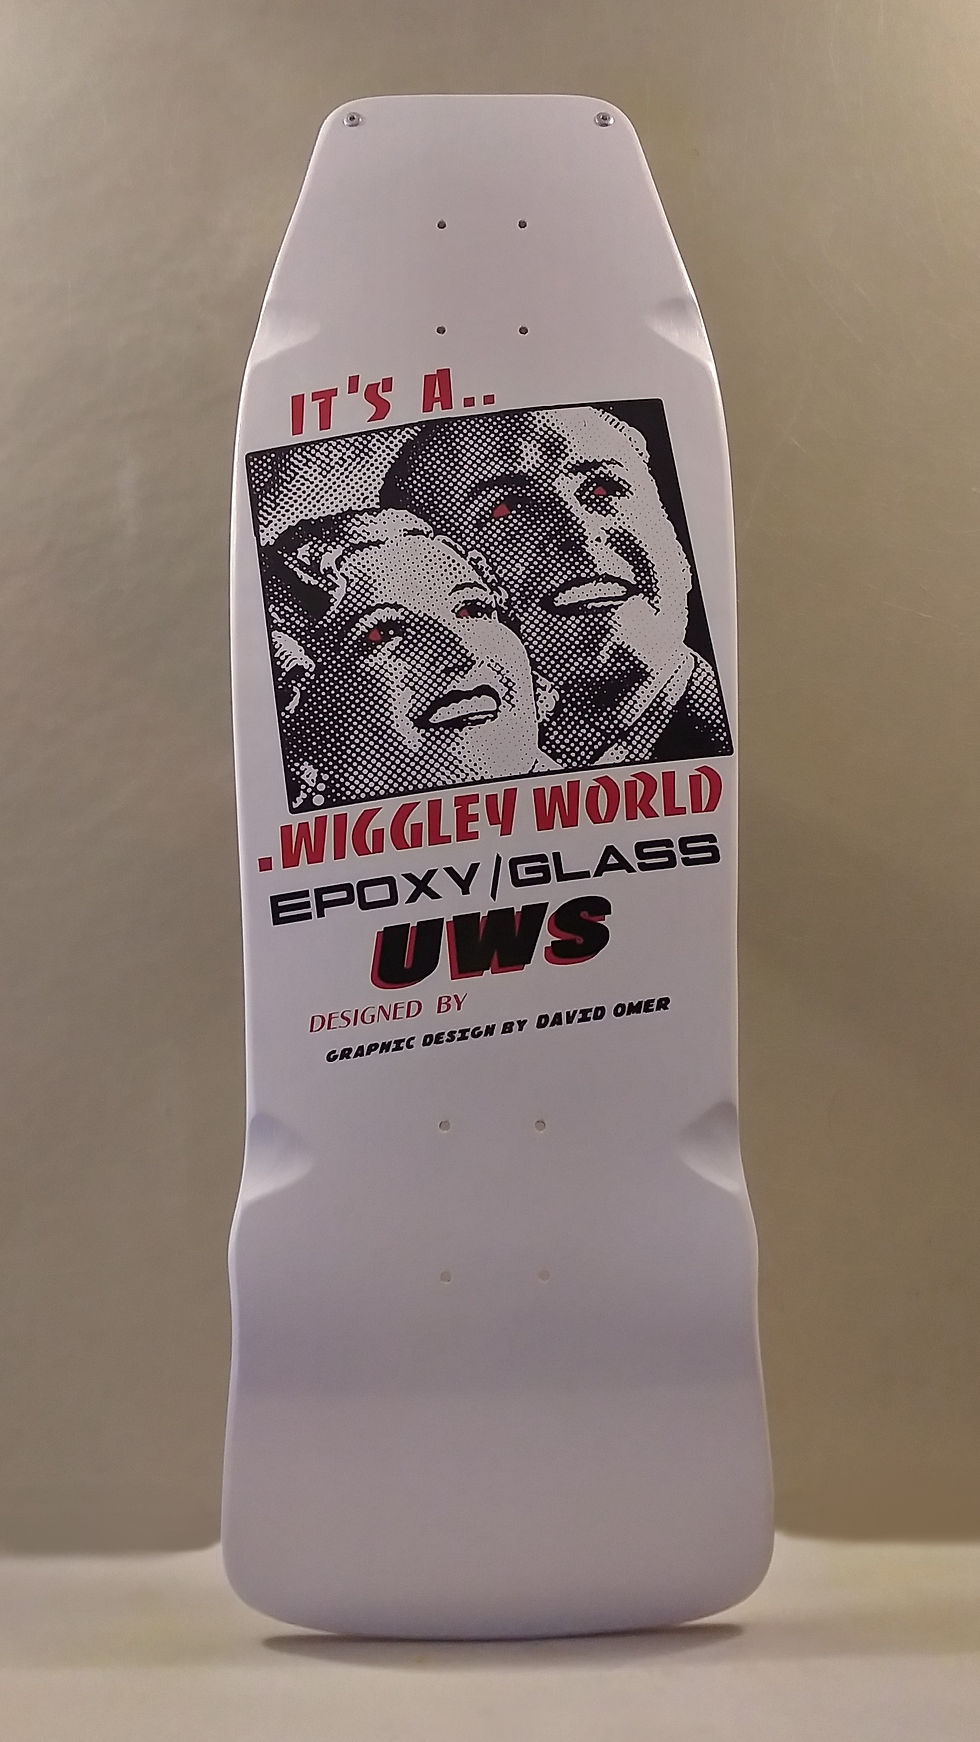 IT'S A..
.WIGGLEY WORLD
EPOXY/GLASS
UWS
DESIGNED BY
GRAPHIC DESIGN BY DAVID OMER